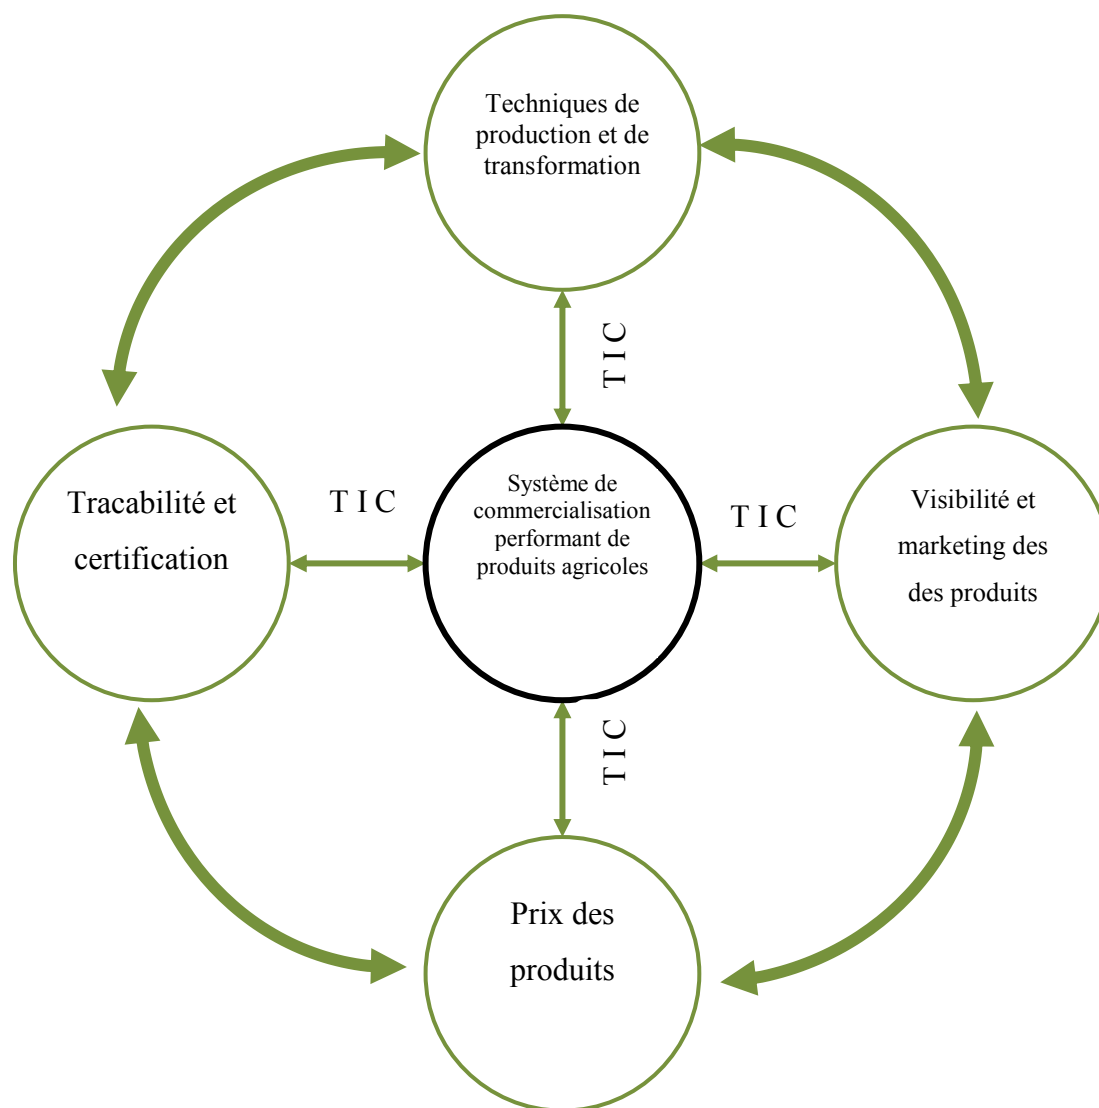 Techniques de
production et de
transformation
T I C
Tracabilité et
certification
T I C
Système de
commercialisation
performant de
produits agricoles
T I C
Visibilité et
marketing des
des produits
T I C
Prix des
produits